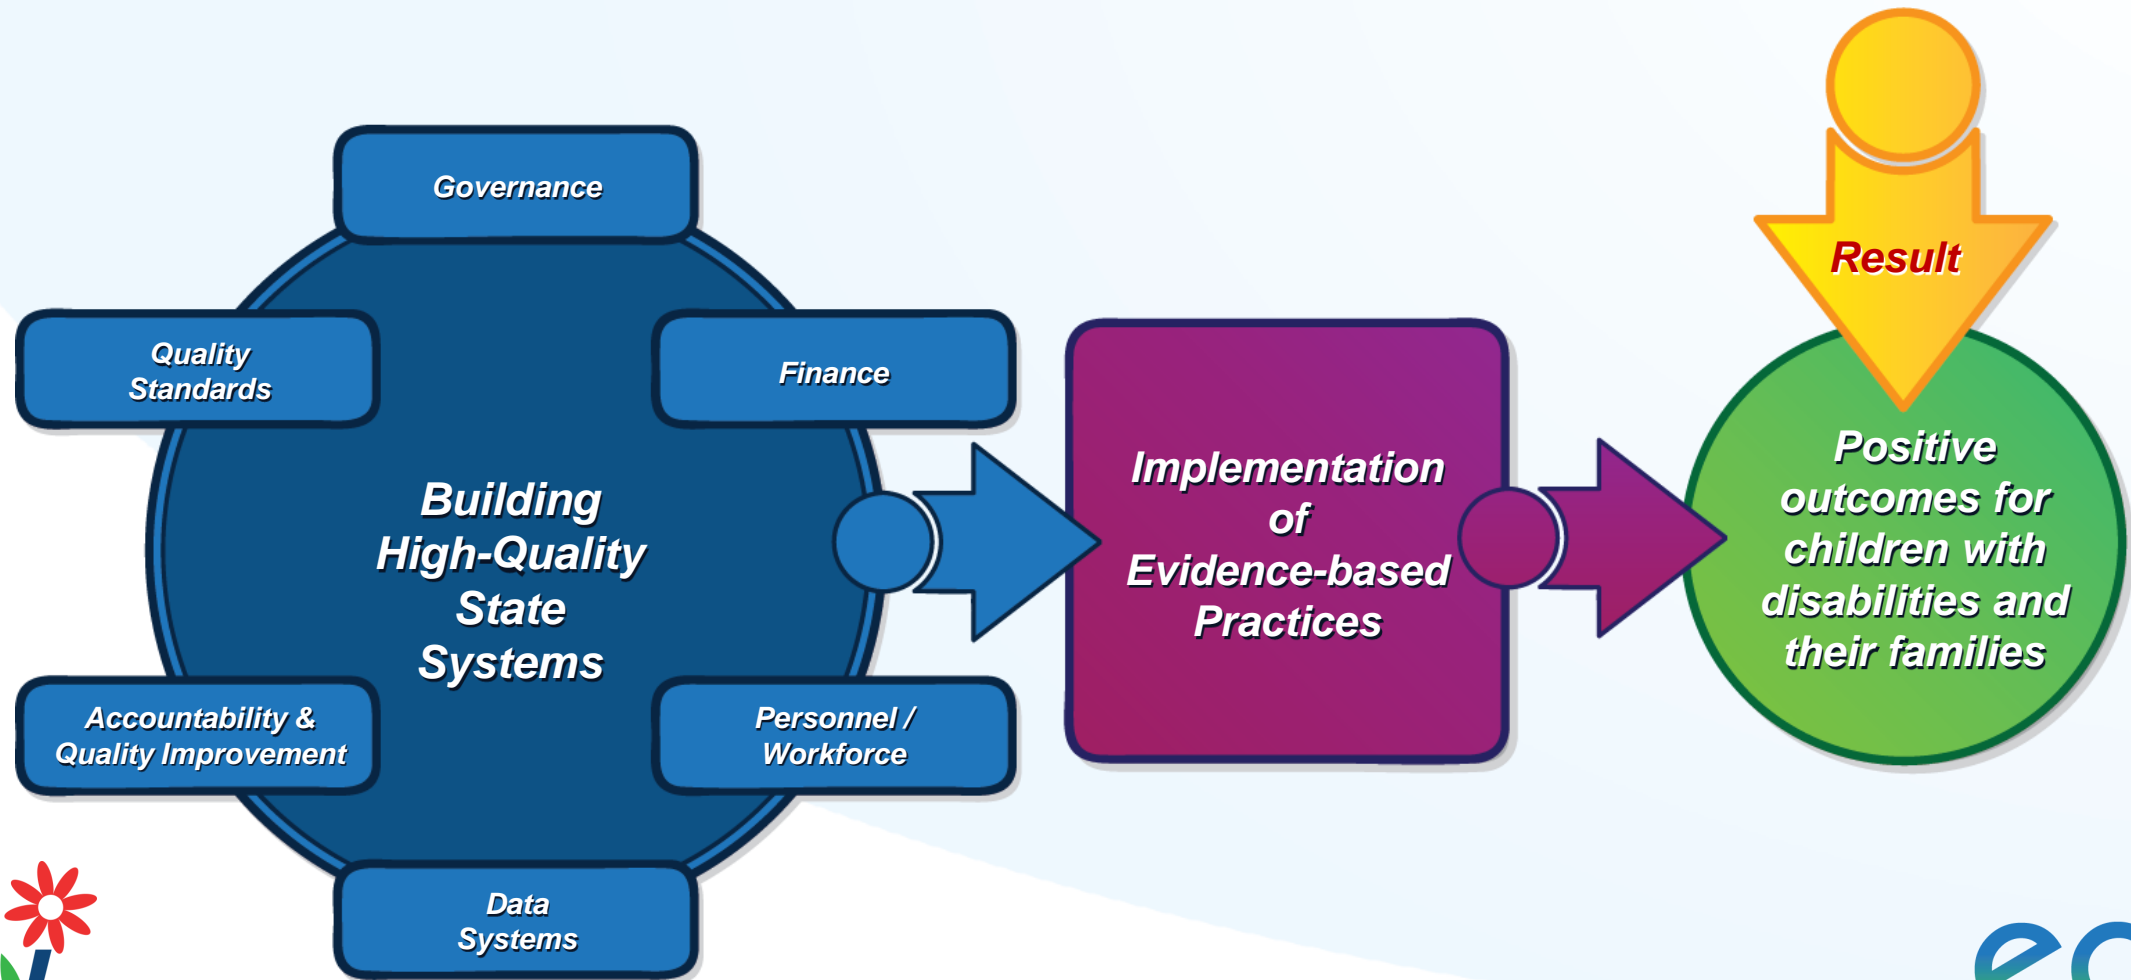 Governance
Quality
Standards
Finance
Building
High-Quality
State
Systems
Accountability &
Quality Improvement
Personnel /
Workforce
Data
Systems
Implementation
of
Evidence-based
Practices
Result
Positive
outcomes for
children with
disabilities and
their families